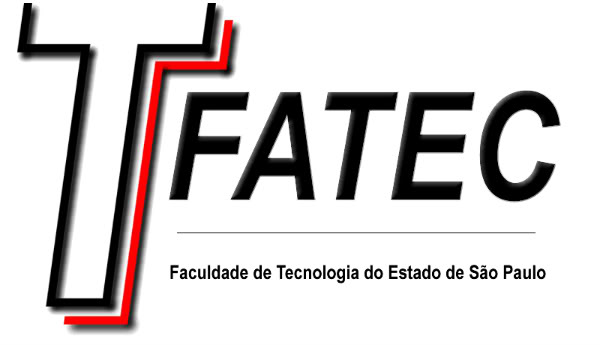 FATEC
Faculdade de Tecnologia do Estado de São Paulo